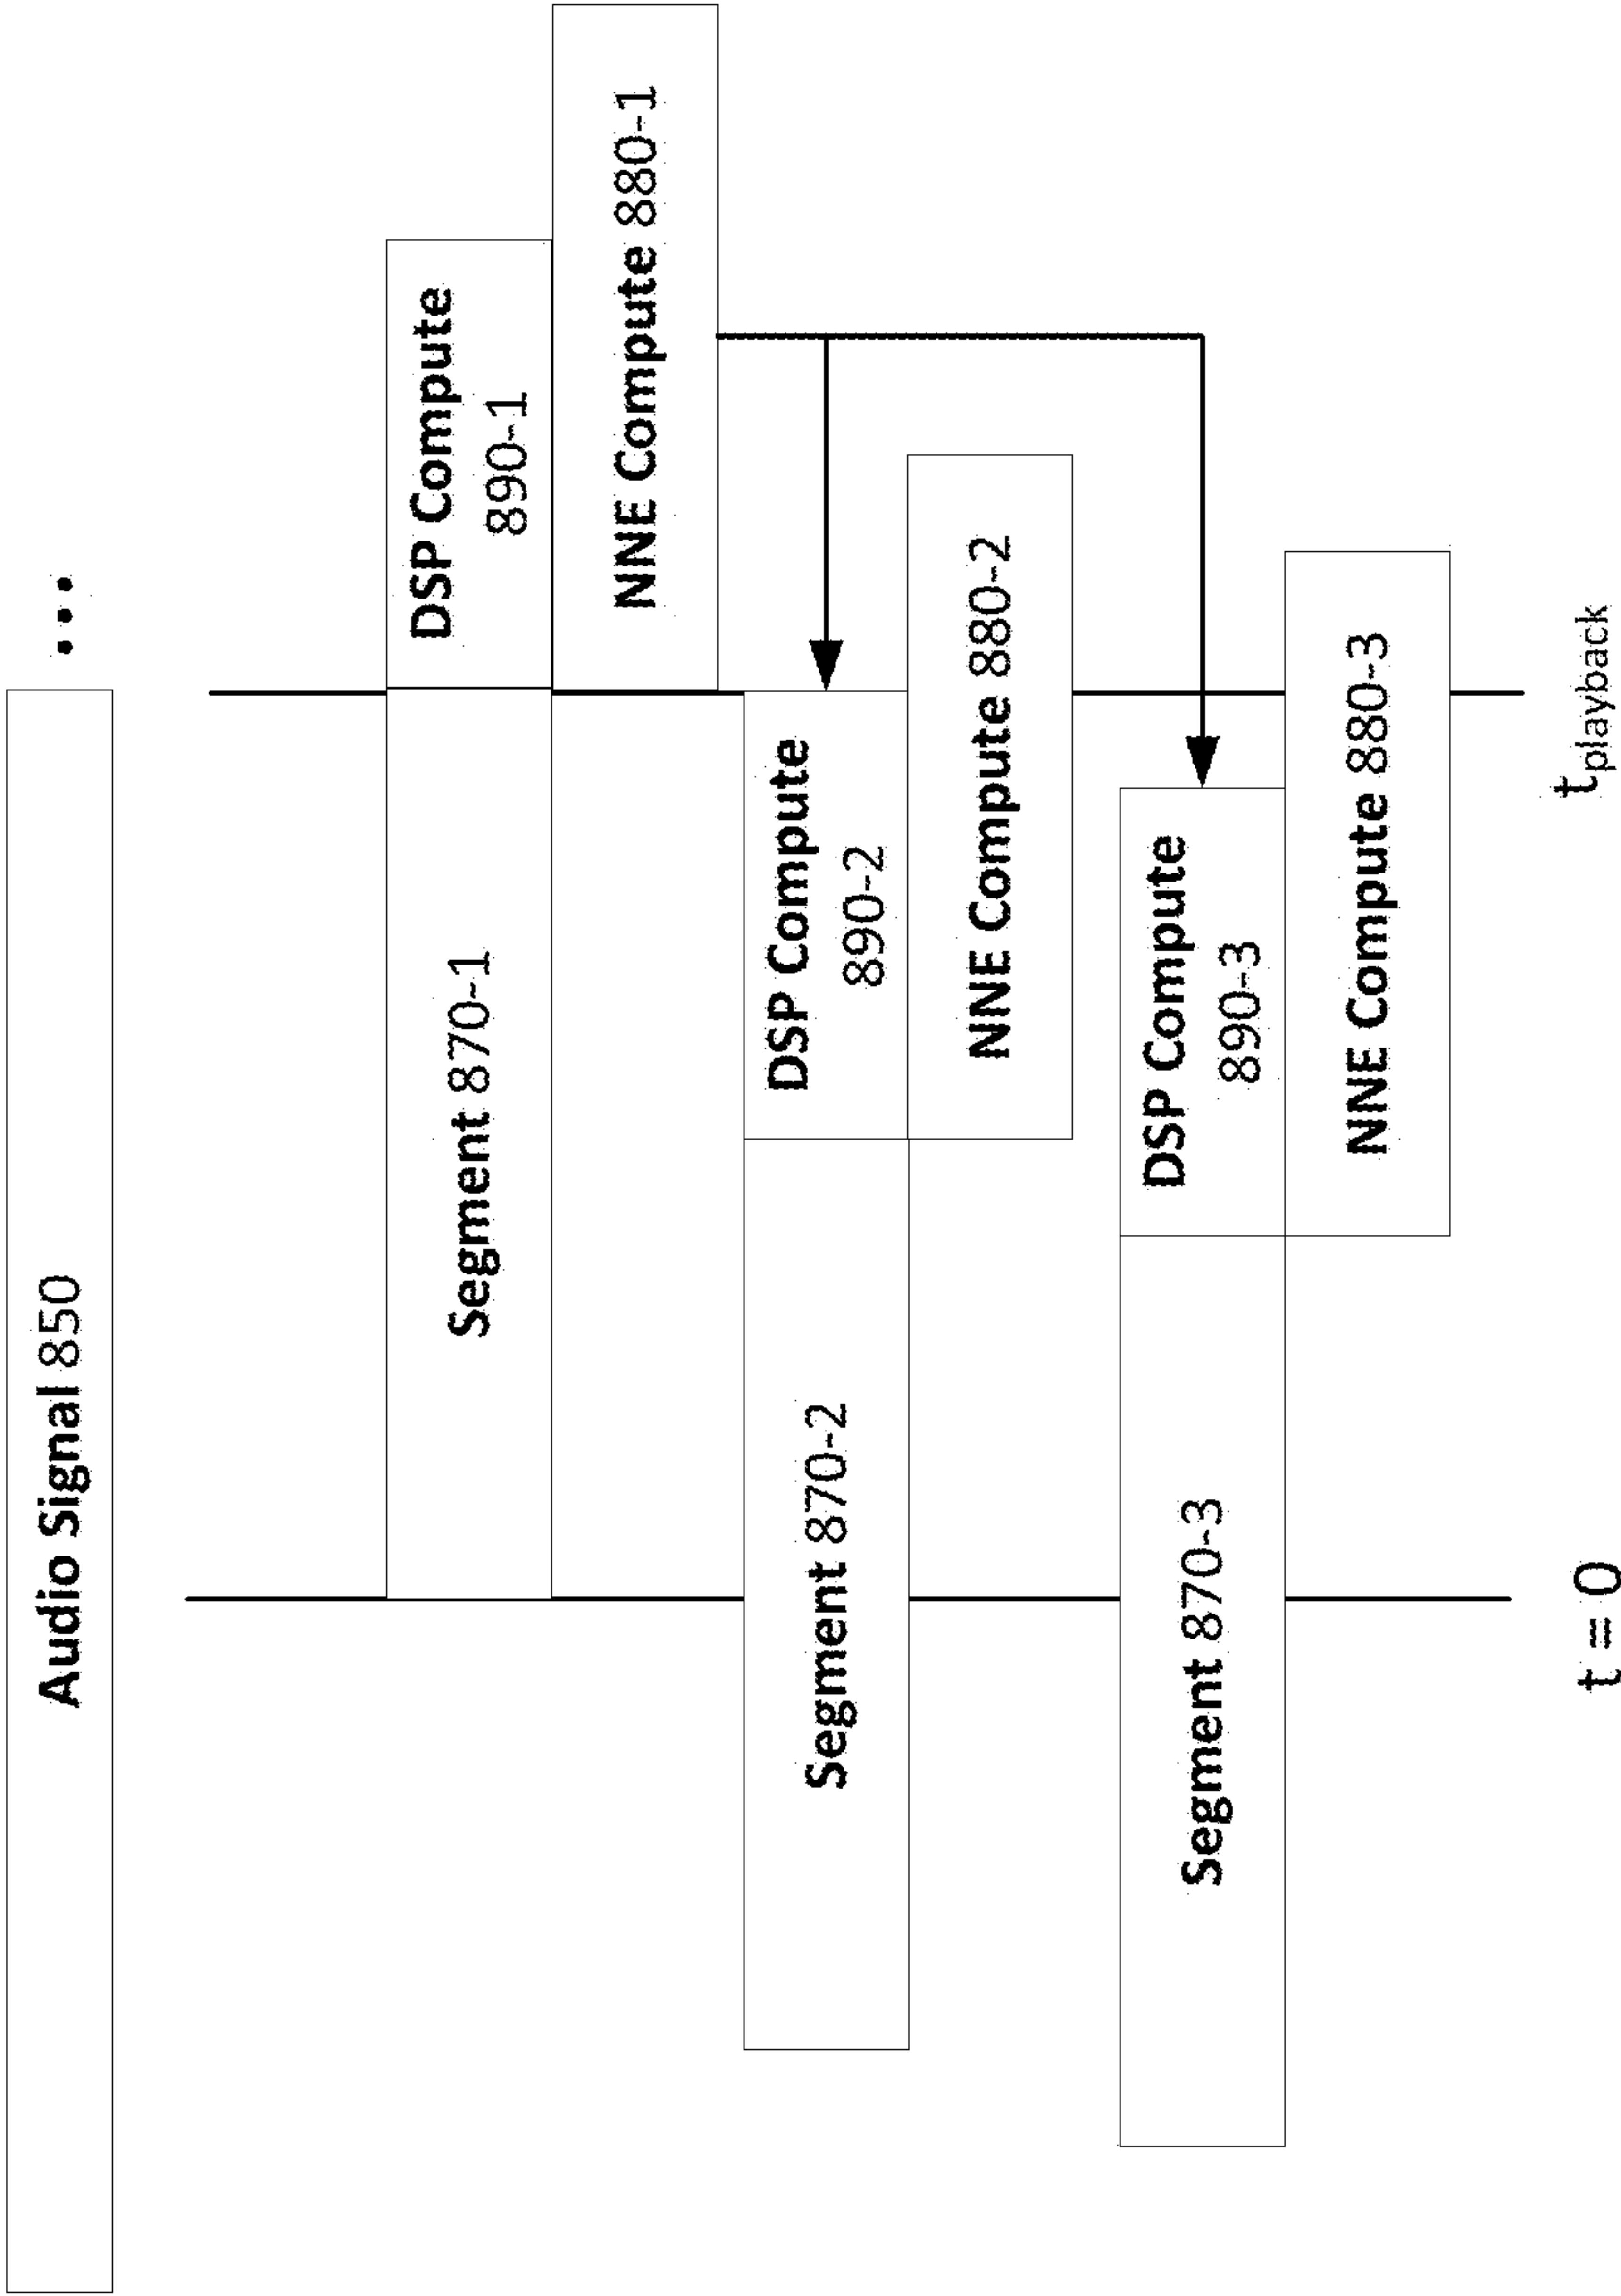 Audio Signal 850
...
Segment 870-1
DSP Compute
890-1
NNE Compute 880-1
Segment 870-2
DSP Compute
890-2
NNE Compute 880-2
Segment 870-3
DSP Compute
890-3
NNE Compute 880-3
t = 0
tplayback